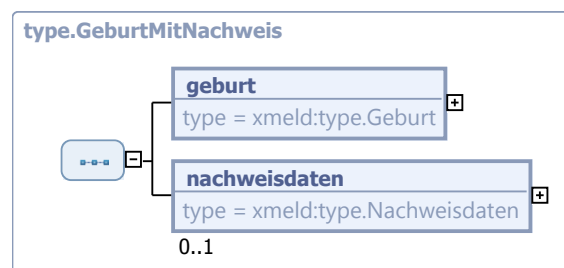 type.GeburtMitNachweis
geburt
type = xmeld:type.Geburt
nachweisdaten
type = xmeld:type.Nachweisdaten
0..1